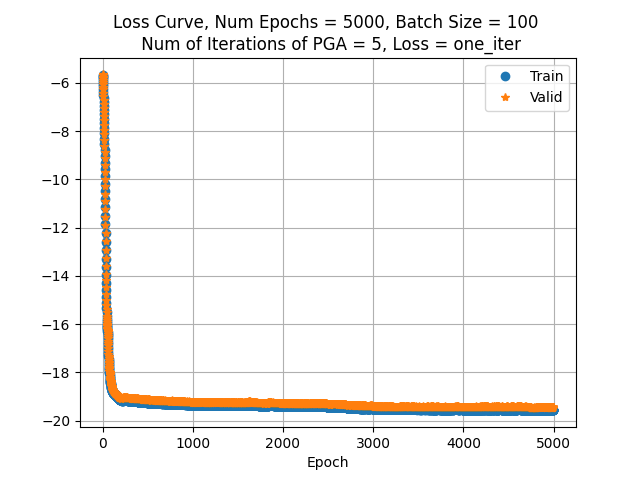 Loss Curve, Num Epochs = 5000, Batch Size = 100
Num of Iterations of PGA = 5, Loss = one_iter
Train
Valid
−6
−8
−10
−12
−14
−16
−18
−20
0 1000 2000 3000 4000 5000
Epoch